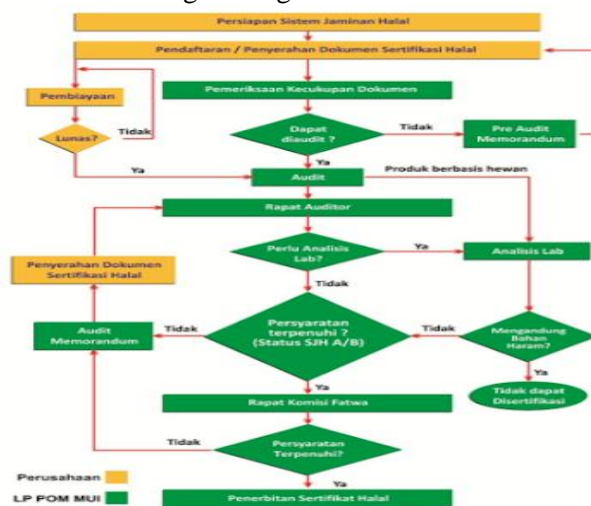 Persiapan Sistem Jaminan Halal
Pendaftaran / Penyerahan Dokumen Sertifikasi Halal
Pembiayaan
Pemeriksaan Kecukupan Dokumen
Lunas?
Tidak
Dapat
diaudit ?
Tidak
Pre Audit
Memorandum
Ya
Ya
Audit
Produk berbasis hewan
Rapat Auditor
Penyerahan Dokumen
Sertifikasi Halal
Perlu Analisis
Lab?
Ya
Analisis Lab
Tidak
Audit
Memorandum
Tidak
Persyaratan
terpenuhi ?
(Status SJH A/B)
Tidak
Mengandung
Bahan
Haram?
Ya
Ya
Tidak dapat
Disertifikasi
Rapat Komisi Fatwa
Tidak
Persyaratan
Terpenuhi?
Ya
Perusahaan
LP POM MUI
Penerbitan Sertifikat Halal